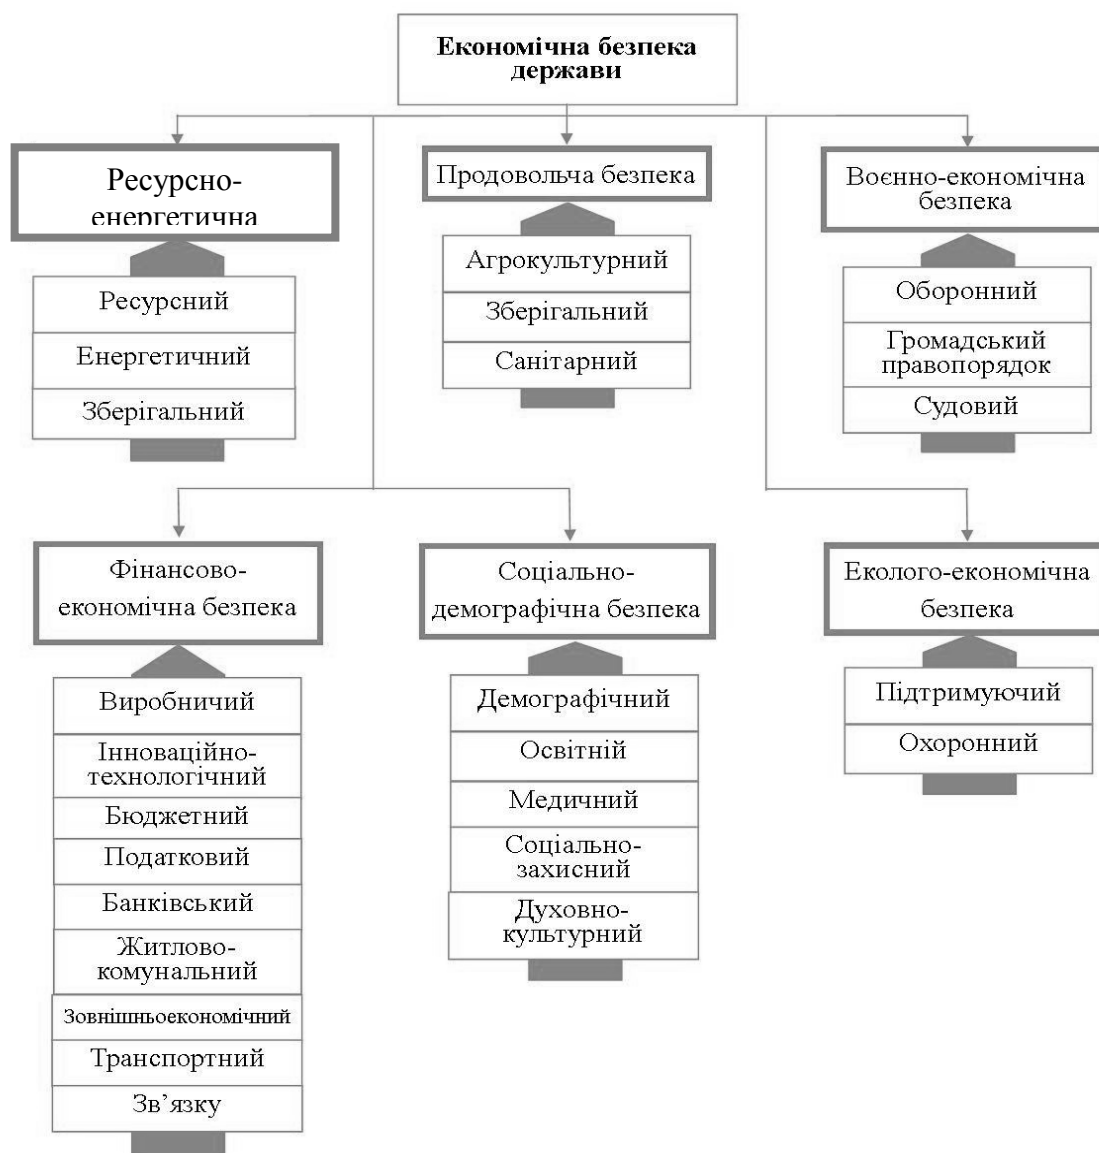 Економічна безпека
держави
Ресурсно-
енергетична
Ресурсний
Енергетичний
Зберігальний
Продовольча безпека
Агрокультурний
Зберігальний
Санітарний
Воєнно-економічна
безпека
Оборонний
Громадський
правопорядок
Судовий
Фінансово-
економічна безпека
Виробничий
Інноваційно-
технологічний
Бюджетний
Податковий
Банківський
Житлово-
комунальний
Зовнішньоекономічний
Транспортний
Зв’язку
Соціально-
демографічна безпека
Демографічний
Освітній
Медичний
Соціально-
захисний
Духовно-
культурний
Еколого-економічна
безпека
Підтримуючий
Охоронний